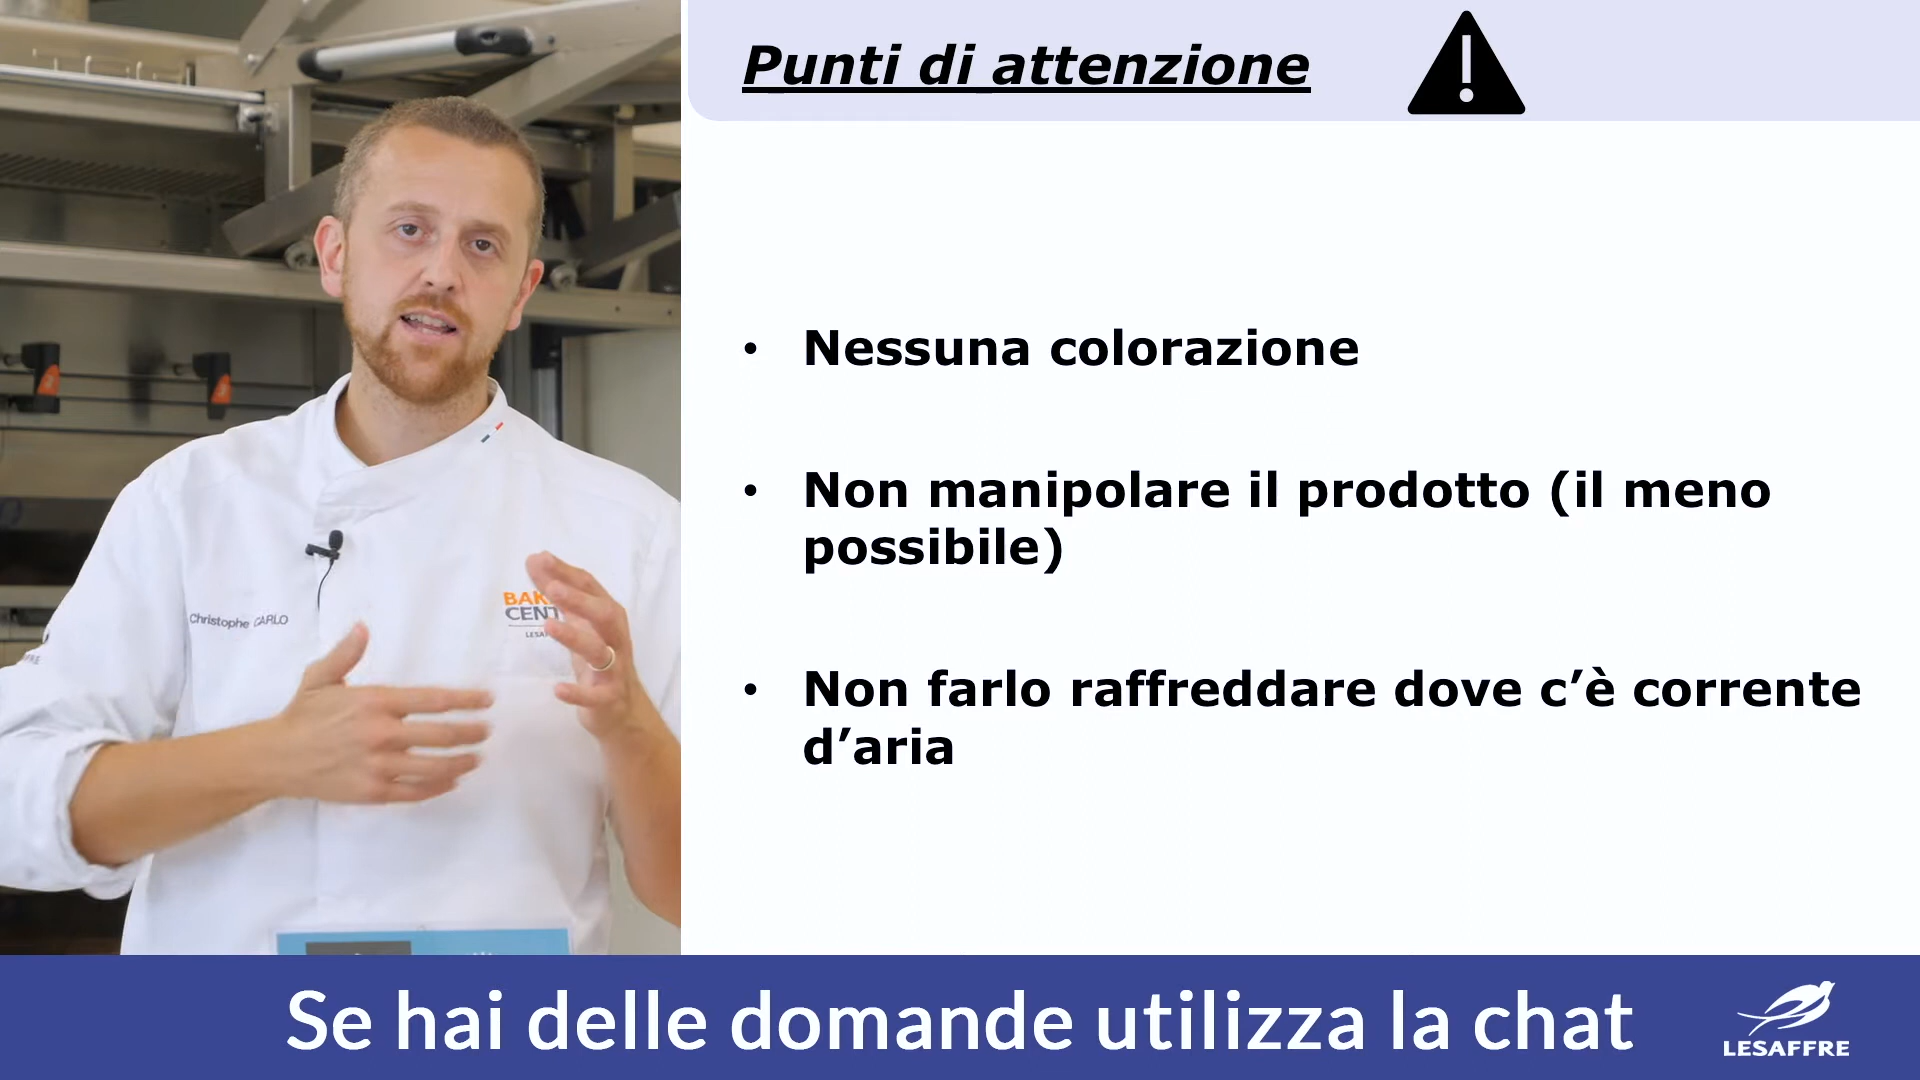 Punti di attenzione
• Nessuna colorazione
• Non manipolare il prodotto (il meno
possibile)
• Non farlo raffreddare dove c’è corrente
d’aria
Christophe CARLO
LESAFFRE
Se hai delle domande utilizza la chat